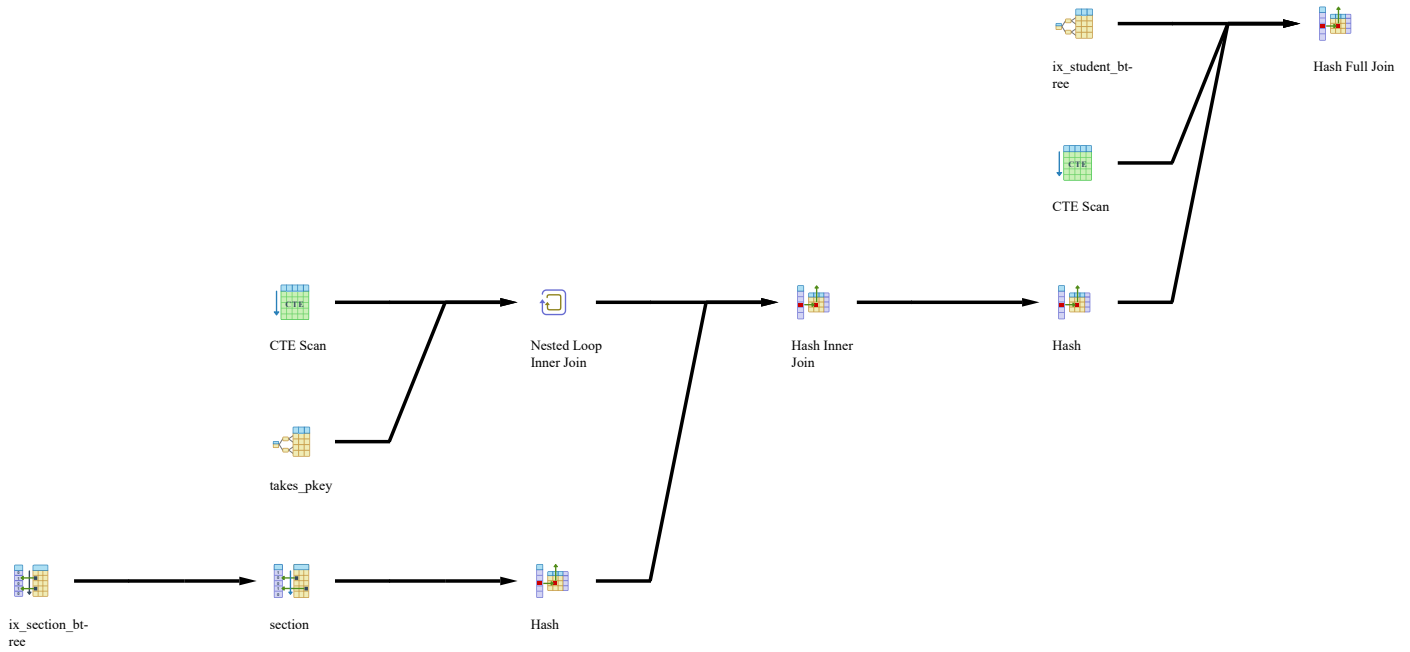 ix_student_bt-
ree
Hash Full Join
CTE
CTE Scan
CTE
CTE Scan
Nested Loop
Inner Join
Hash Inner
Join
Hash
takes_pkey
ix_section_bt-
ree
section
Hash